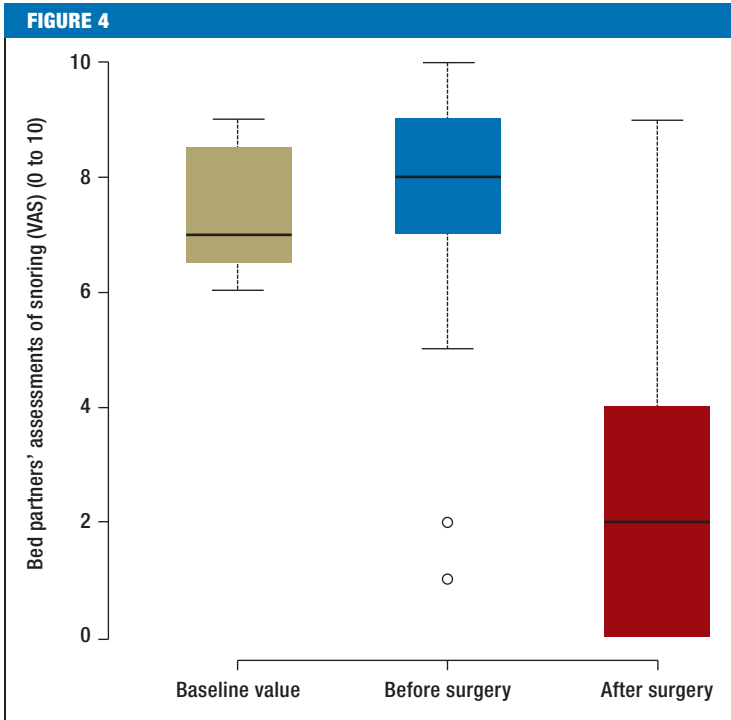 FIGURE 4
Bed partners' assessments of snoring (VAS) (0 to 10)
10
8
6
4
2
0
Baseline value
Before surgery
After surgery